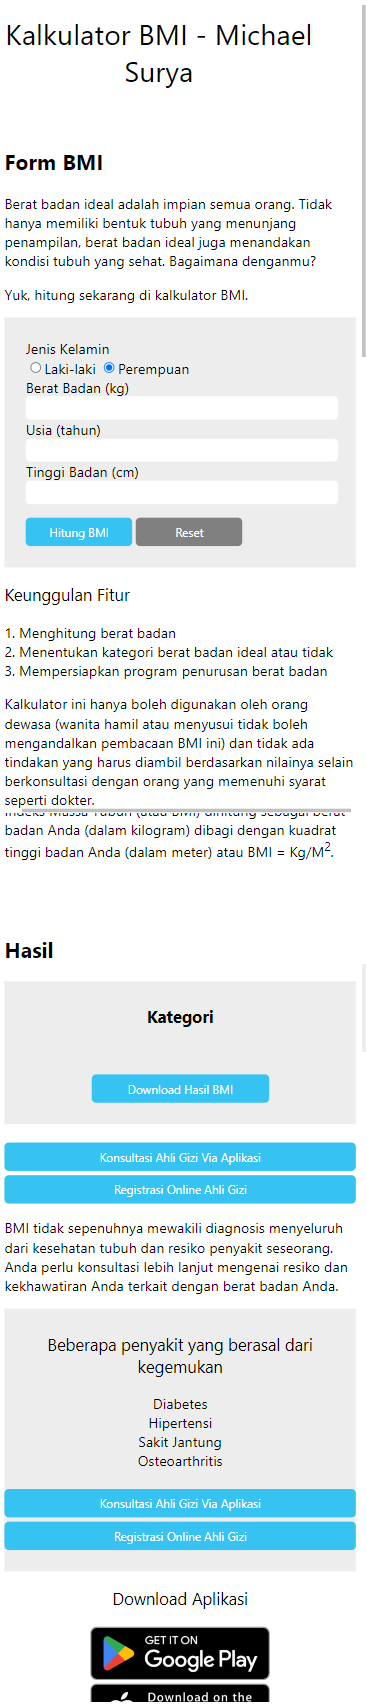 Kalkulator BMI - Michael
Surya
Form BMI
Berat badan ideal adalah impian semua orang. Tidak
hanya memiliki bentuk tubuh yang menunjang
penampilan, berat badan ideal juga menandakan
kondisi tubuh yang sehat. Bagaimana denganmu?
Yuk, hitung sekarang di kalkulator BMI.
Jenis Kelamin
Laki-laki Perempuan
Berat Badan (kg)
Usia (tahun)
Tinggi Badan (cm)
Hitung BMI Reset
Keunggulan Fitur
1. Menghitung berat badan
2. Menentukan kategori berat badan ideal atau tidak
3. Mempersiapkan program penurusan berat badan
Kalkulator ini hanya boleh digunakan oleh orang
dewasa (wanita hamil atau menyusui tidak boleh
mengandalkan pembacaan BMI ini) dan tidak ada
tindakan yang harus diambil berdasarkan nilainya selain
berkonsultasi dengan orang yang memenuhi syarat
seperti dokter.
Indeks Massa Tubuh (atau BMI) dihitung sebagai berat
badan Anda (dalam kilogram) dibagi dengan kuadrat
tinggi badan Anda (dalam meter) atau BMI = Kg/M².
Hasil
Kategori
Download Hasil BMI
Konsultasi Ahli Gizi Via Aplikasi
Registrasi Online Ahli Gizi
BMI tidak sepenuhnya mewakili diagnosis menyeluruh
dari kesehatan tubuh dan resiko penyakit seseorang.
Anda perlu konsultasi lebih lanjut mengenai resiko dan
kekhawatiran Anda terkait dengan berat badan Anda.
Beberapa penyakit yang berasal dari
kegemukan
Diabetes
Hipertensi
Sakit Jantung
Osteoarthritis
Konsultasi Ahli Gizi Via Aplikasi
Registrasi Online Ahli Gizi
Download Aplikasi
GET IT ON
Google Play
Download on the